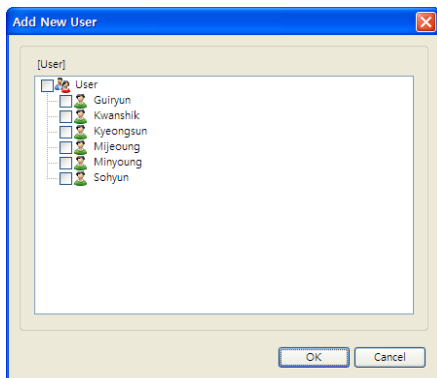 Add New User
[User]
User
Guiryun
Kwanshik
Kyeongsun
Mijeoung
Minyoung
Sohyun
OK Cancel